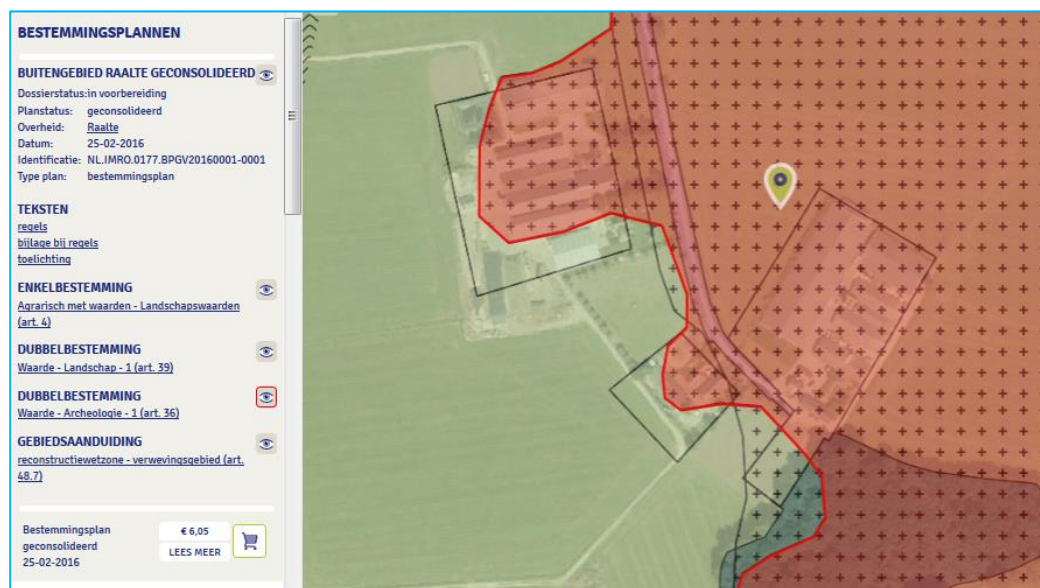 BESTEMMINGSPLANNEN
BUITENGEBIED RAALTE GECONSOLIDEERD
Dossierstatus:in voorbereiding
Planstatus: geconsolideerd
Overheid: Raalte
Datum: 25-02-2016
Identificatie: NL.IMRO.0177.BPGV20160001-0001
Type plan: bestemmingsplan
TEKSTEN
regels
bijlage bij regels
toelichting
ENKELBESTEMMING
Agrarisch met waarden - Landschapswaarden
(art. 4)
DUBBELBESTEMMING
Waarde - Landschap - 1 (art. 39)
DUBBELBESTEMMING
Waarde - Archeologie - 1 (art. 36)
GEBIEDSAANDUIDING
reconstructiewetzone - verwevingsgebied (art.
48.7)
Bestemmingsplan
geconsolideerd
25-02-2016
€ 6,05
LEES MEER